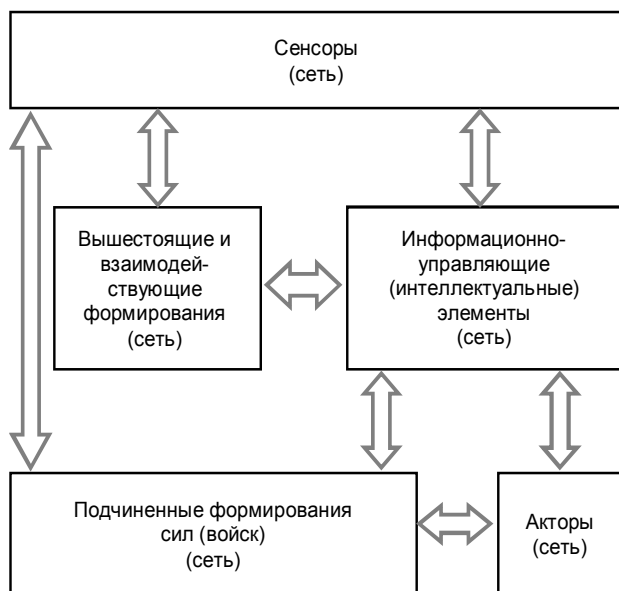 Сенсоры
(сеть)
Вышестоящие и
взаимодей-
ствующие
формирования
(сеть)
Информационно-
управляющие
(интеллектуальные)
элементы
(сеть)
Подчиненные формирования
сил (войск)
(сеть)
Акторы
(сеть)